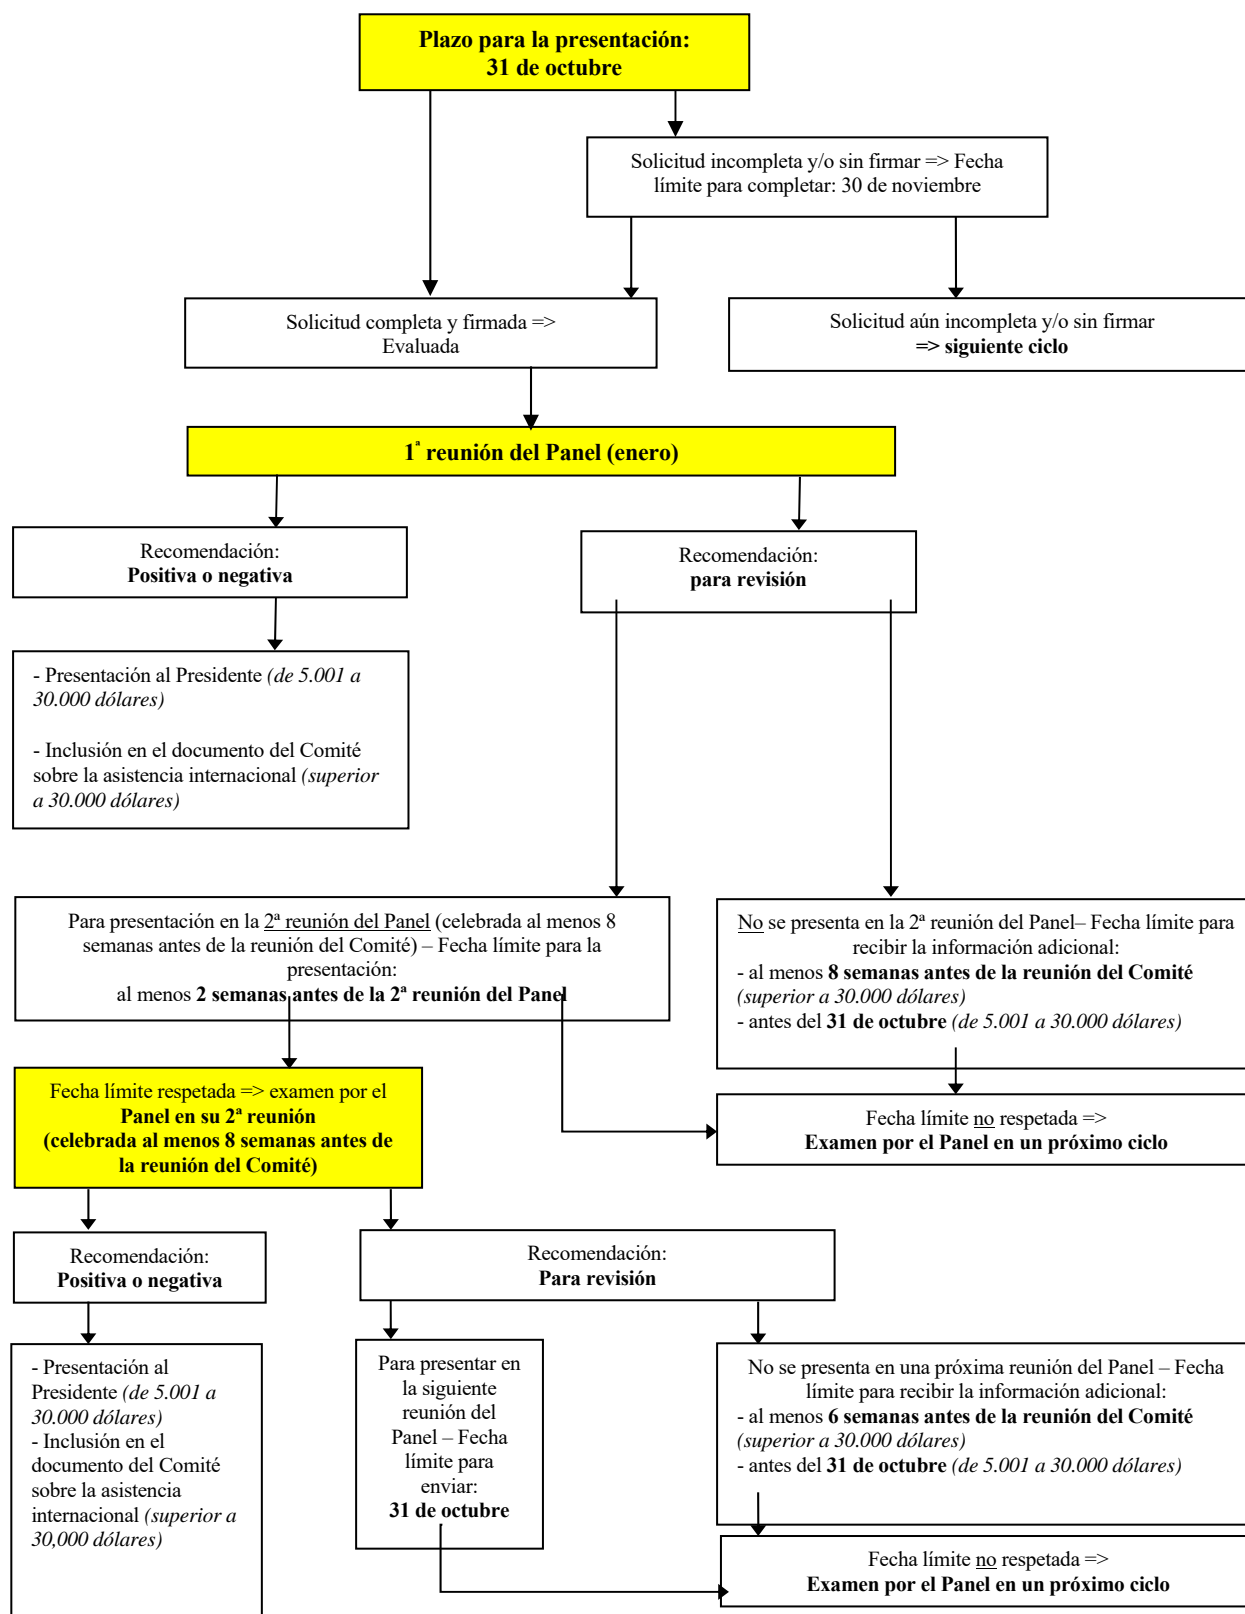 Plazo para la presentación:
31 de octubre
Solicitud incompleta y/o sin firmar => Fecha
límite para completar: 30 de noviembre
Solicitud completa y firmada =>
Evaluada
Solicitud aún incompleta y/o sin firmar
=> siguiente ciclo
1ª reunión del Panel (enero)
Recomendación:
Positiva o negativa
Recomendación:
para revisión
- Presentación al Presidente (de 5.001 a
30.000 dólares)
- Inclusión en el documento del Comité
sobre la asistencia internacional (superior
a 30.000 dólares)
Para presentación en la 2ª reunión del Panel (celebrada al menos 8
semanas antes de la reunión del Comité) – Fecha límite para la
presentación:
al menos 2 semanas antes de la 2ª reunión del Panel
No se presenta en la 2ª reunión del Panel– Fecha límite para
recibir la información adicional:
- al menos 8 semanas antes de la reunión del Comité
(superior a 30.000 dólares)
- antes del 31 de octubre (de 5.001 a 30.000 dólares)
Fecha límite respetada => examen por el
Panel en su 2ª reunión
(celebrada al menos 8 semanas antes de
la reunión del Comité)
Fecha límite no respetada =>
Examen por el Panel en un próximo ciclo
Recomendación:
Positiva o negativa
Recomendación:
Para revisión
- Presentación al
Presidente (de 5.001 a
30.000 dólares)
- Inclusión en el
documento del Comité
sobre la asistencia
internacional (superior a
30,000 dólares)
Para presentar en
la siguiente
reunión del
Panel – Fecha
límite para
enviar:
31 de octubre
No se presenta en una próxima reunión del Panel – Fecha
límite para recibir la información adicional:
- al menos 6 semanas antes de la reunión del Comité
(superior a 30.000 dólares)
- antes del 31 de octubre (de 5.001 a 30.000 dólares)
Fecha límite no respetada =>
Examen por el Panel en un próximo ciclo